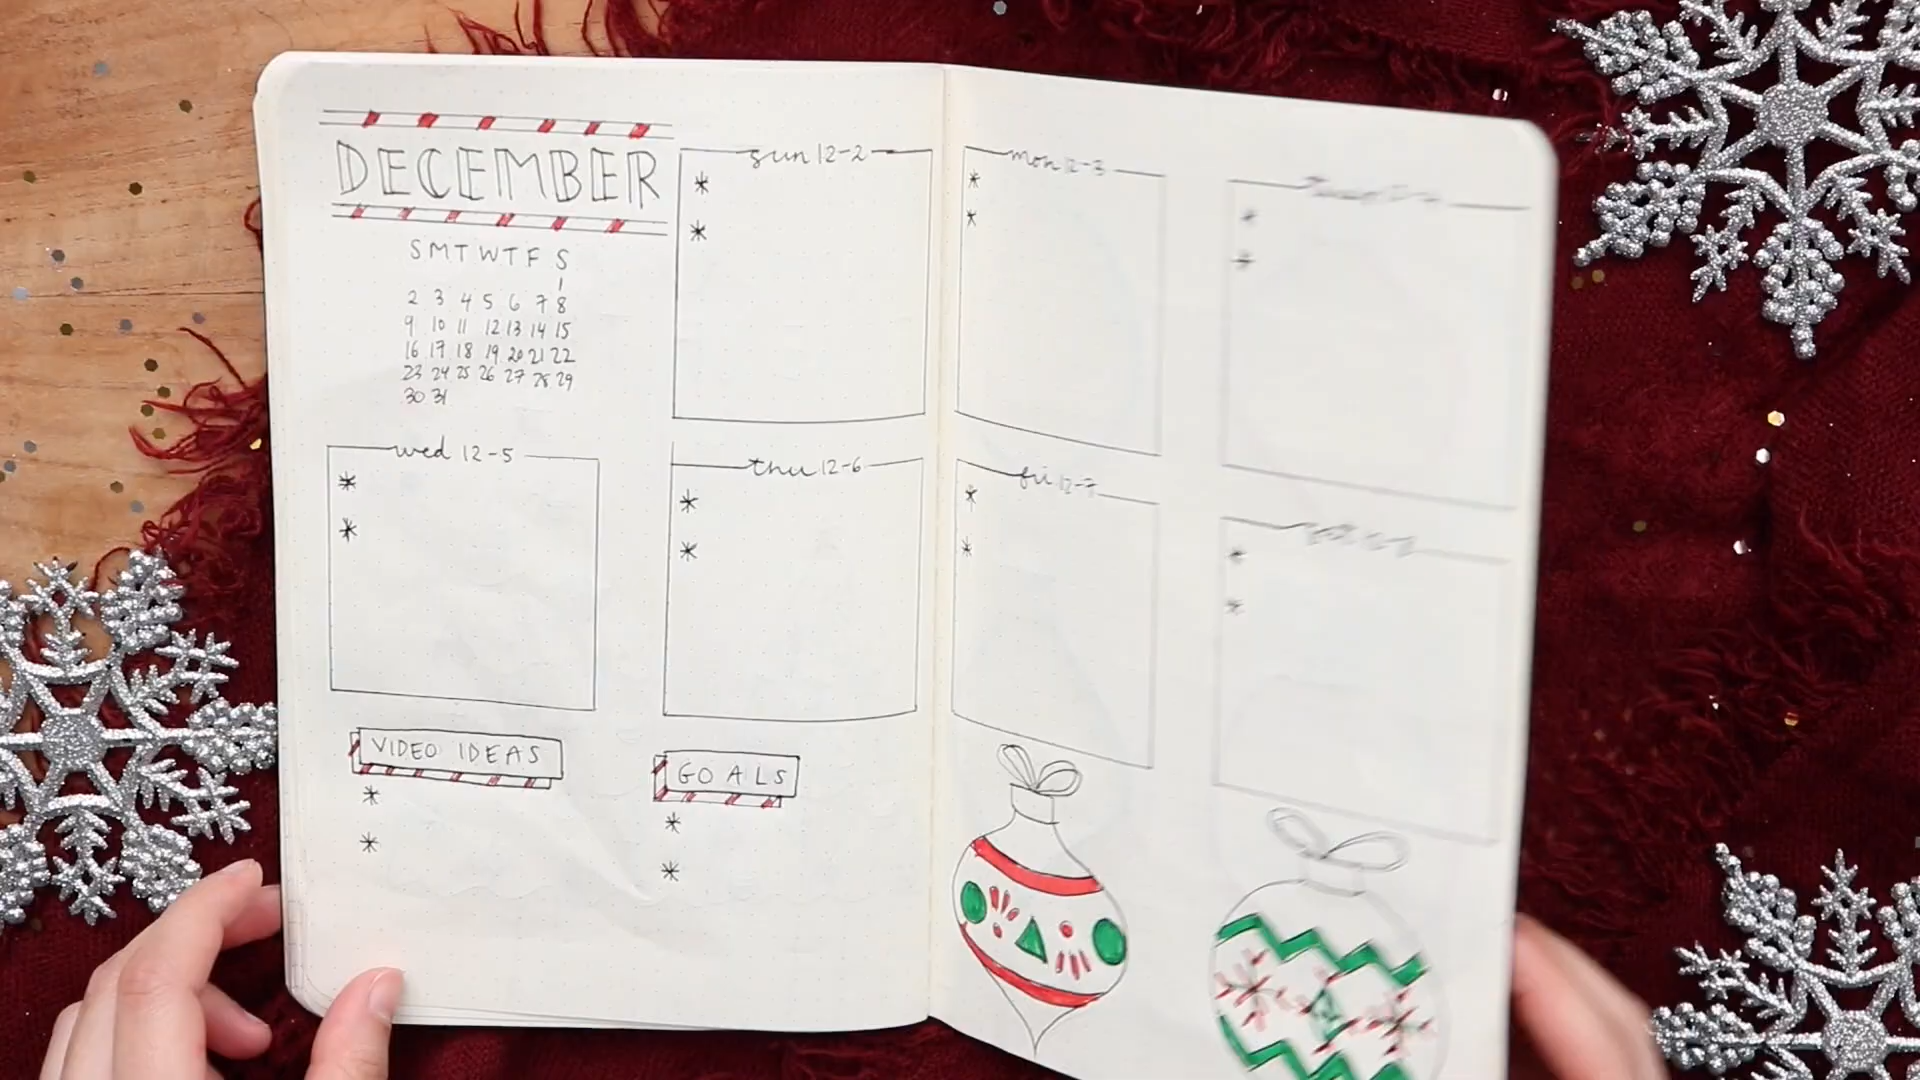 DECEMBER
S M T W T F S
1
2 3 4 5 6 7 8
9 10 11 12 13 14 15
16 17 18 19 20 21 22
23 24 25 26 27 28 29
30 31
sun 12-2
mon 12-3
wed 12-5
thu 12-6
fri 12-7
VIDEO IDEAS
GOALS